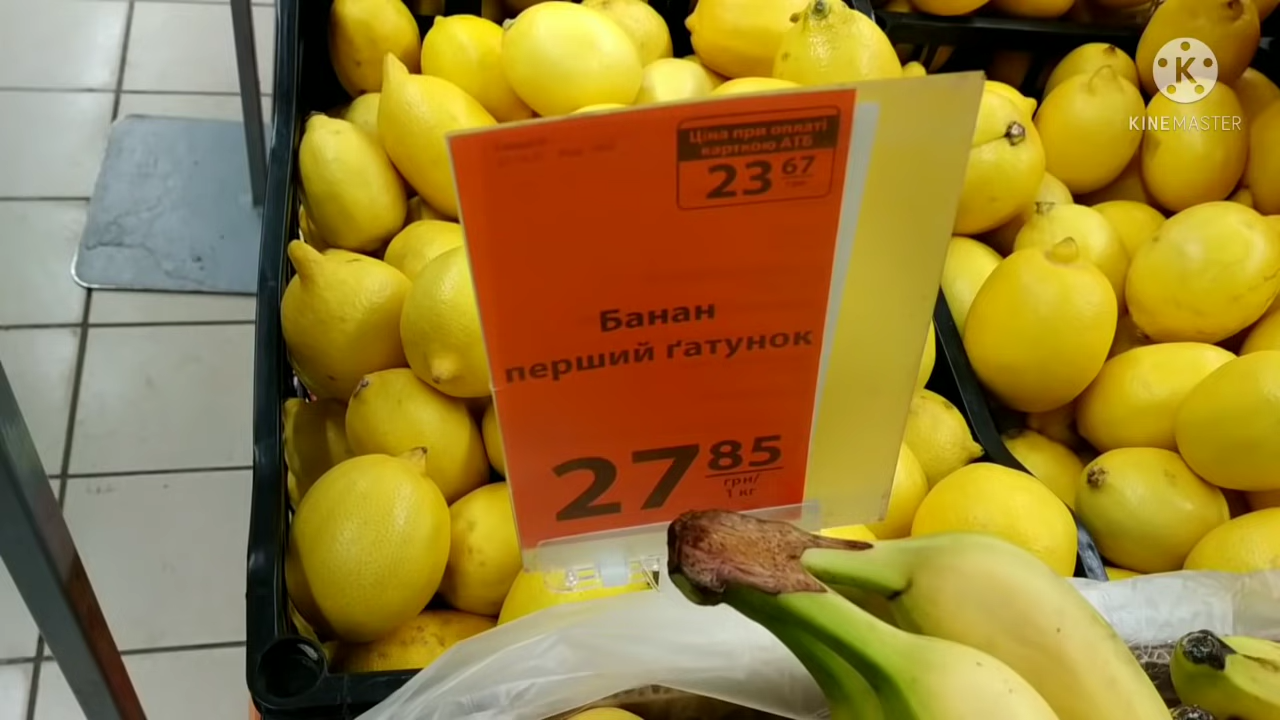 K
KINEMASTER
Ціна при оплаті
карткою АТБ
23 67
грн
Банан
перший ґатунок
27 85
грн/
1 кг